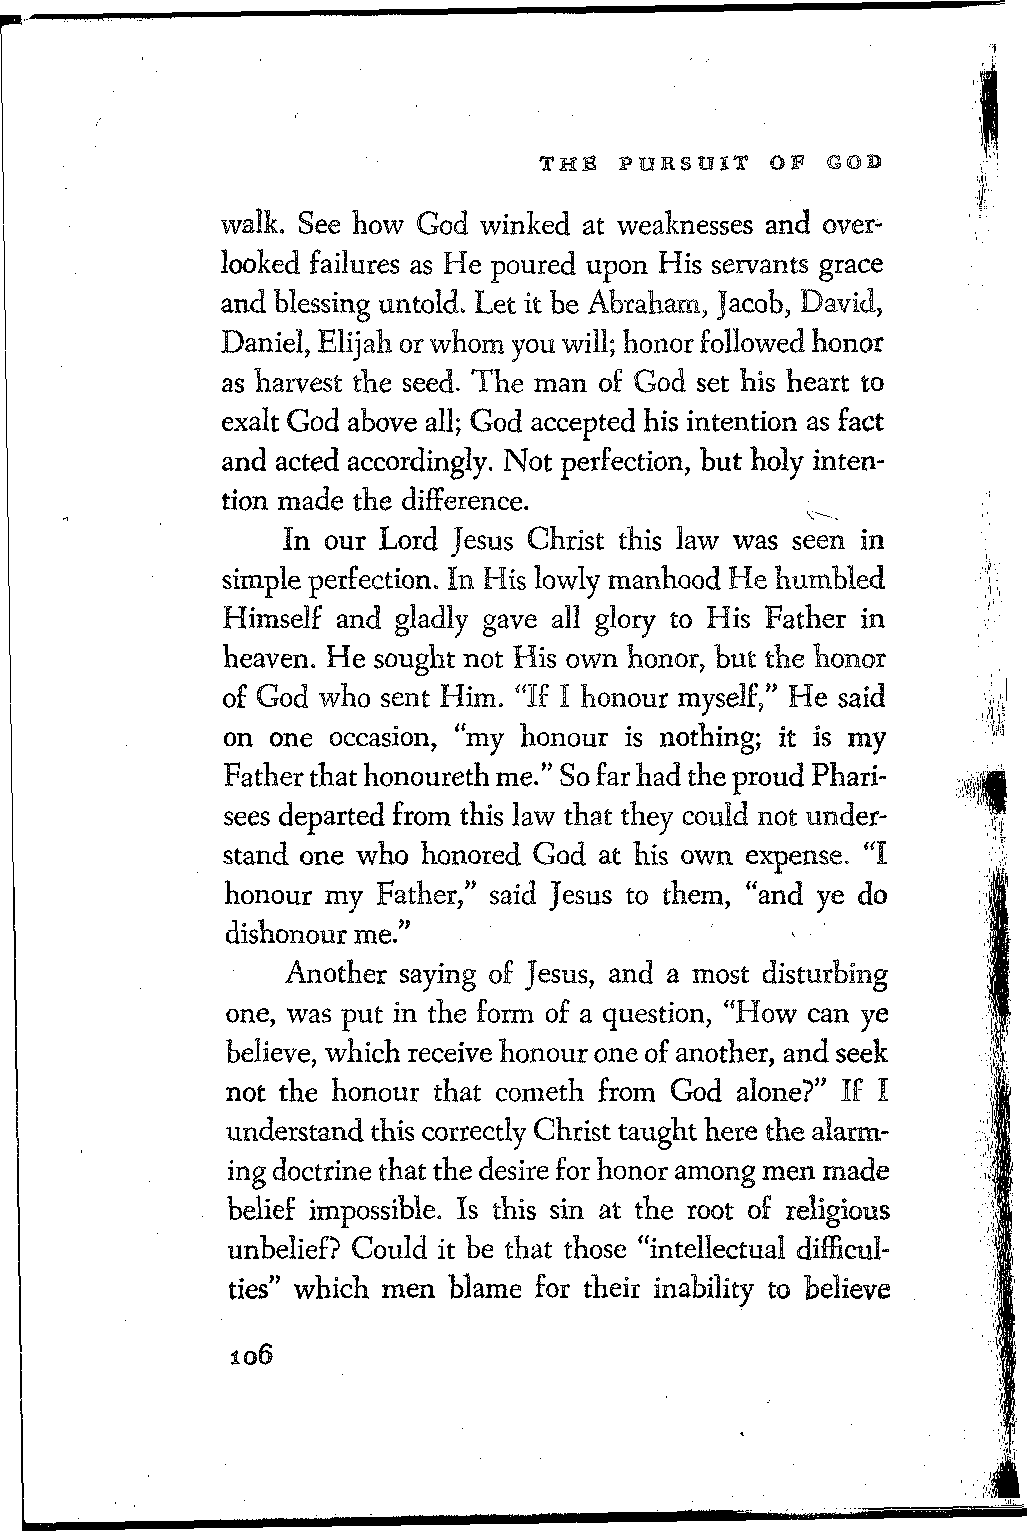 THE PURSUIT OF GOD
walk. See how God winked at weaknesses and over-
looked failures as He poured upon His servants grace
and blessing untold. Let it be Abraham, Jacob, David,
Daniel, Elijah or whom you will; honor followed honor
as harvest the seed. The man of God set his heart to
exalt God above all; God accepted his intention as fact
and acted accordingly. Not perfection, but holy inten-
tion made the difference.
In our Lord Jesus Christ this law was seen in
simple perfection. In His lowly manhood He humbled
Himself and gladly gave all glory to His Father in
heaven. He sought not His own honor, but the honor
of God who sent Him. “If I honour myself,” He said
on one occasion, “my honour is nothing; it is my
Father that honoureth me.” So far had the proud Phari-
sees departed from this law that they could not under-
stand one who honored God at his own expense. “I
honour my Father,” said Jesus to them, “and ye do
dishonour me.”
Another saying of Jesus, and a most disturbing
one, was put in the form of a question, “How can ye
believe, which receive honour one of another, and seek
not the honour that cometh from God alone?” If I
understand this correctly Christ taught here the alarm-
ing doctrine that the desire for honor among men made
belief impossible. Is this sin at the root of religious
unbelief? Could it be that those “intellectual difficul-
ties” which men blame for their inability to believe
106